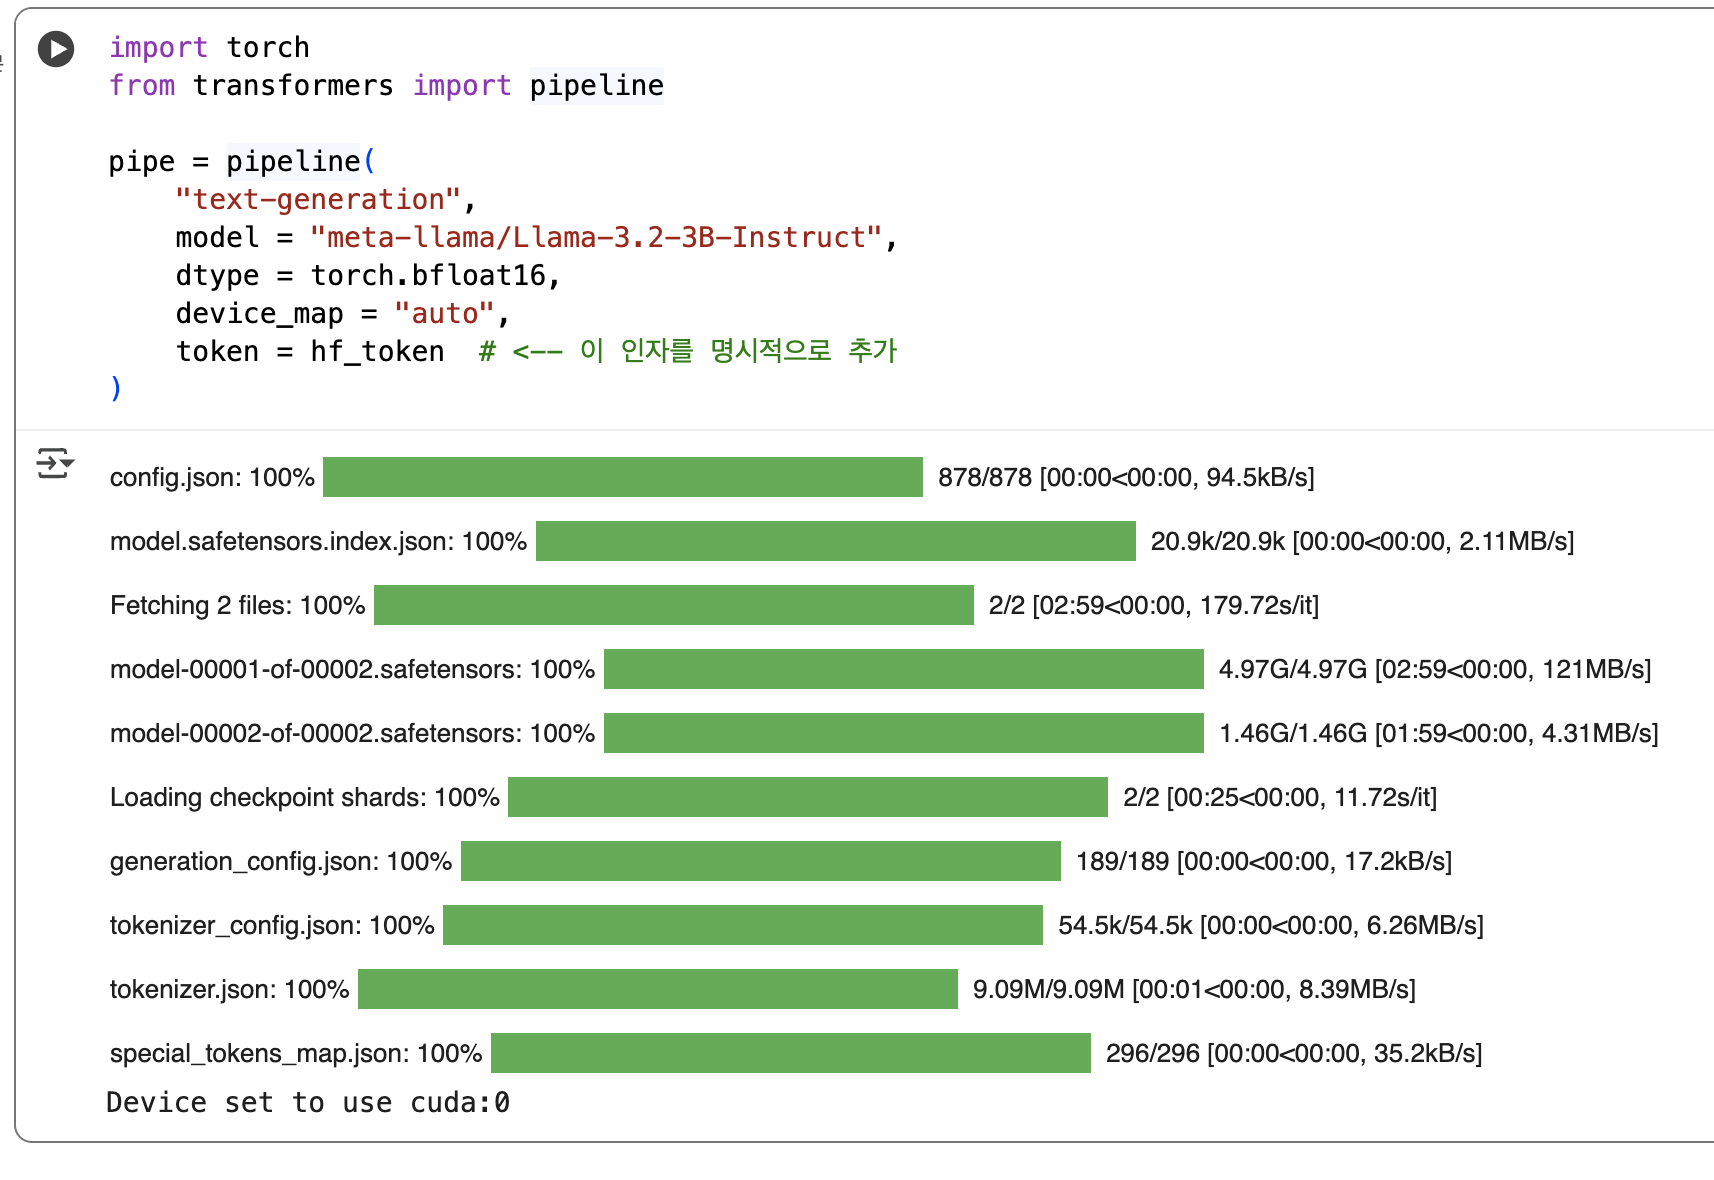 import torch
from transformers import pipeline
pipe = pipeline(
"text-generation",
model = "meta-llama/Llama-3.2-3B-Instruct",
dtype = torch.bfloat16,
device_map = "auto",
token = hf_token  # <-- 이 인자를 명시적으로 추가
)
config.json: 100% 878/878 [00:00<00:00, 94.5kB/s]
model.safetensors.index.json: 100% 20.9k/20.9k [00:00<00:00, 2.11MB/s]
Fetching 2 files: 100% 2/2 [02:59<00:00, 179.72s/it]
model-00001-of-00002.safetensors: 100% 4.97G/4.97G [02:59<00:00, 121MB/s]
model-00002-of-00002.safetensors: 100% 1.46G/1.46G [01:59<00:00, 4.31MB/s]
Loading checkpoint shards: 100% 2/2 [00:25<00:00, 11.72s/it]
generation_config.json: 100% 189/189 [00:00<00:00, 17.2kB/s]
tokenizer_config.json: 100% 54.5k/54.5k [00:00<00:00, 6.26MB/s]
tokenizer.json: 100% 9.09M/9.09M [00:01<00:00, 8.39MB/s]
special_tokens_map.json: 100% 296/296 [00:00<00:00, 35.2kB/s]
Device set to use cuda:0